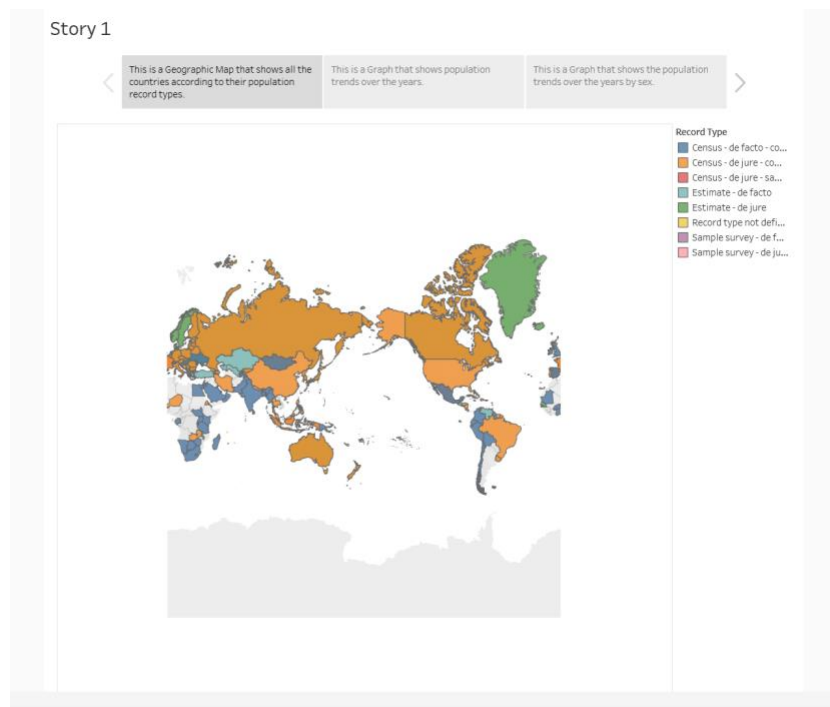 Story 1
This is a Geographic Map that shows all the
countries according to their population
record types.
This is a Graph that shows population
trends over the years.
This is a Graph that shows the population
trends over the years by sex.
Record Type
Census - de facto - co...
Census - de jure - co...
Census - de jure - sa...
Estimate - de facto
Estimate - de jure
Record type not defi...
Sample survey - de f...
Sample survey - de ju...